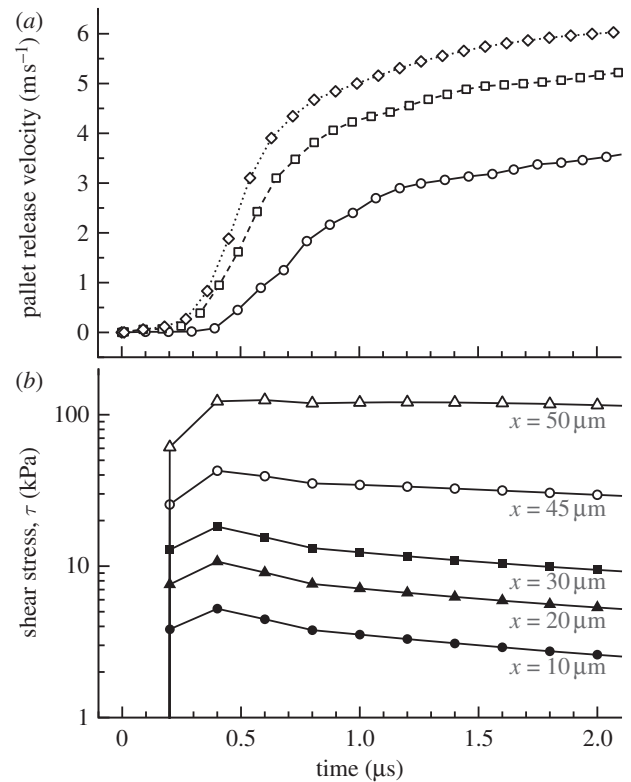 (a)
pallet release velocity (ms⁻¹)
6
5
4
3
2
1
0
(b)
shear stress, τ (kPa)
100
10
1
x = 50 μm
x = 45 μm
x = 30 μm
x = 20 μm
x = 10 μm
0 0.5 1.0 1.5 2.0
time (μs)